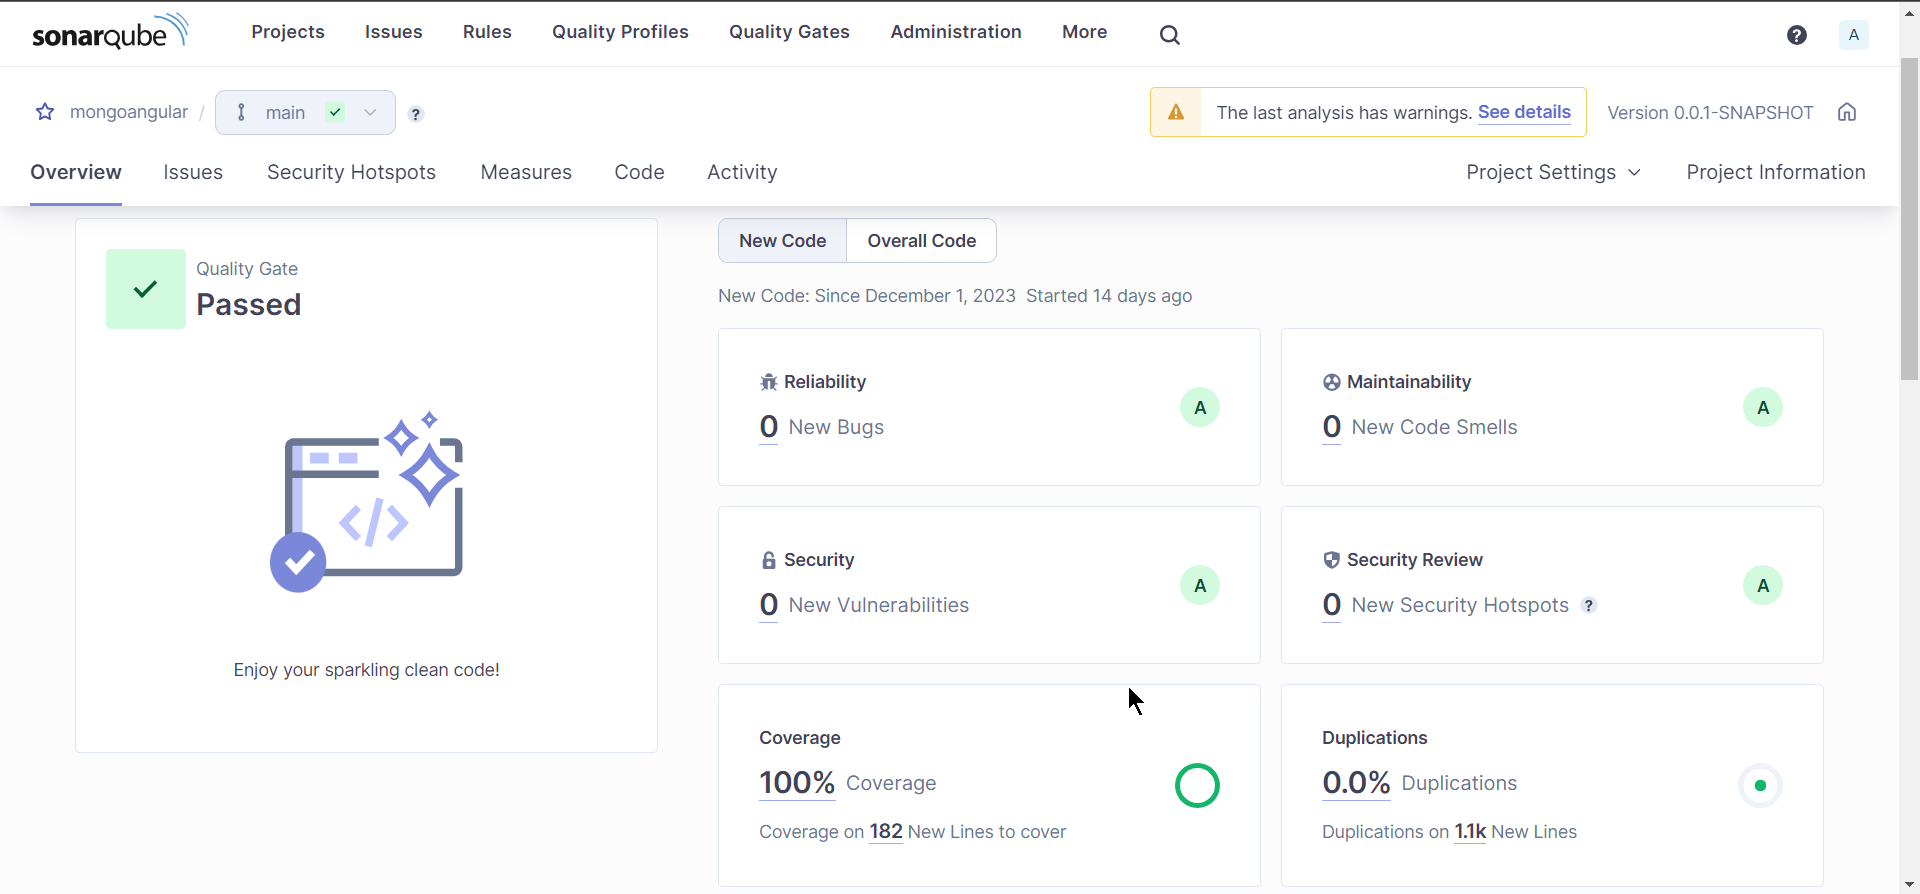 sonarqube Projects Issues Rules Quality Profiles Quality Gates Administration More ? A
mongoangular / main ? The last analysis has warnings. See details Version 0.0.1-SNAPSHOT
Overview Issues Security Hotspots Measures Code Activity Project Settings Project Information
Quality Gate
Passed
Enjoy your sparkling clean code!
New Code Overall Code
New Code: Since December 1, 2023 Started 14 days ago
Reliability
0 New Bugs
A
Maintainability
0 New Code Smells
A
Security
0 New Vulnerabilities
A
Security Review
0 New Security Hotspots ?
A
Coverage
100% Coverage
Coverage on 182 New Lines to cover
Duplications
0.0% Duplications
Duplications on 1.1k New Lines